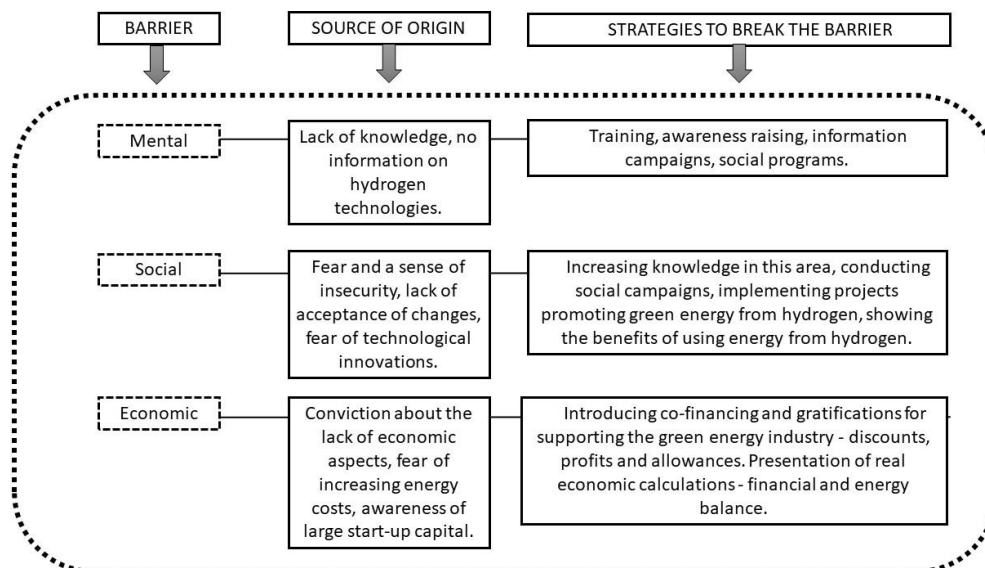 BARRIER
SOURCE OF ORIGIN
STRATEGIES TO BREAK THE BARRIER
Mental
Lack of knowledge, no
information on
hydrogen
technologies.
Training, awareness raising, information
campaigns, social programs.
Social
Fear and a sense of
insecurity, lack of
acceptance of changes,
fear of technological
innovations.
Increasing knowledge in this area, conducting
social campaigns, implementing projects
promoting green energy from hydrogen, showing
the benefits of using energy from hydrogen.
Economic
Conviction about the
lack of economic
aspects, fear of
increasing energy
costs, awareness of
large start-up capital.
Introducing co-financing and gratifications for
supporting the green energy industry - discounts,
profits and allowances. Presentation of real
economic calculations - financial and energy
balance.